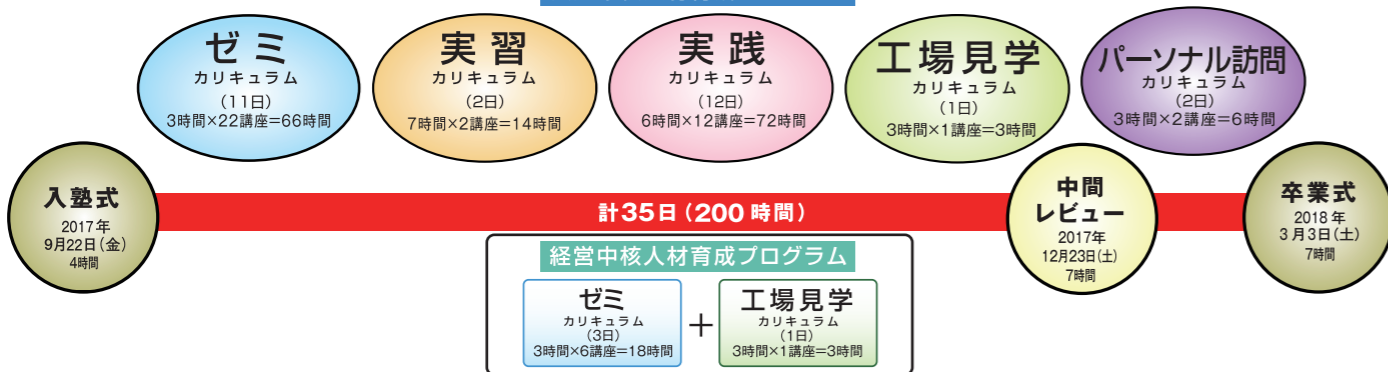 ゼミ
カリキュラム
(11日)
3時間×22講座=66時間
実習
カリキュラム
(2日)
7時間×2講座=14時間
実践
カリキュラム
(12日)
6時間×12講座=72時間
工場見学
カリキュラム
(1日)
3時間×1講座=3時間
パーソナル訪問
カリキュラム
(2日)
3時間×2講座=6時間
入塾式
2017年
9月22日(金)
4時間
計35日(200時間)
中間
レビュー
2017年
12月23日(土)
7時間
卒業式
2018年
3月3日(土)
7時間
経営中核人材育成プログラム
ゼミ
カリキュラム
(3日)
3時間×6講座=18時間
+
工場見学
カリキュラム
(1日)
3時間×1講座=3時間